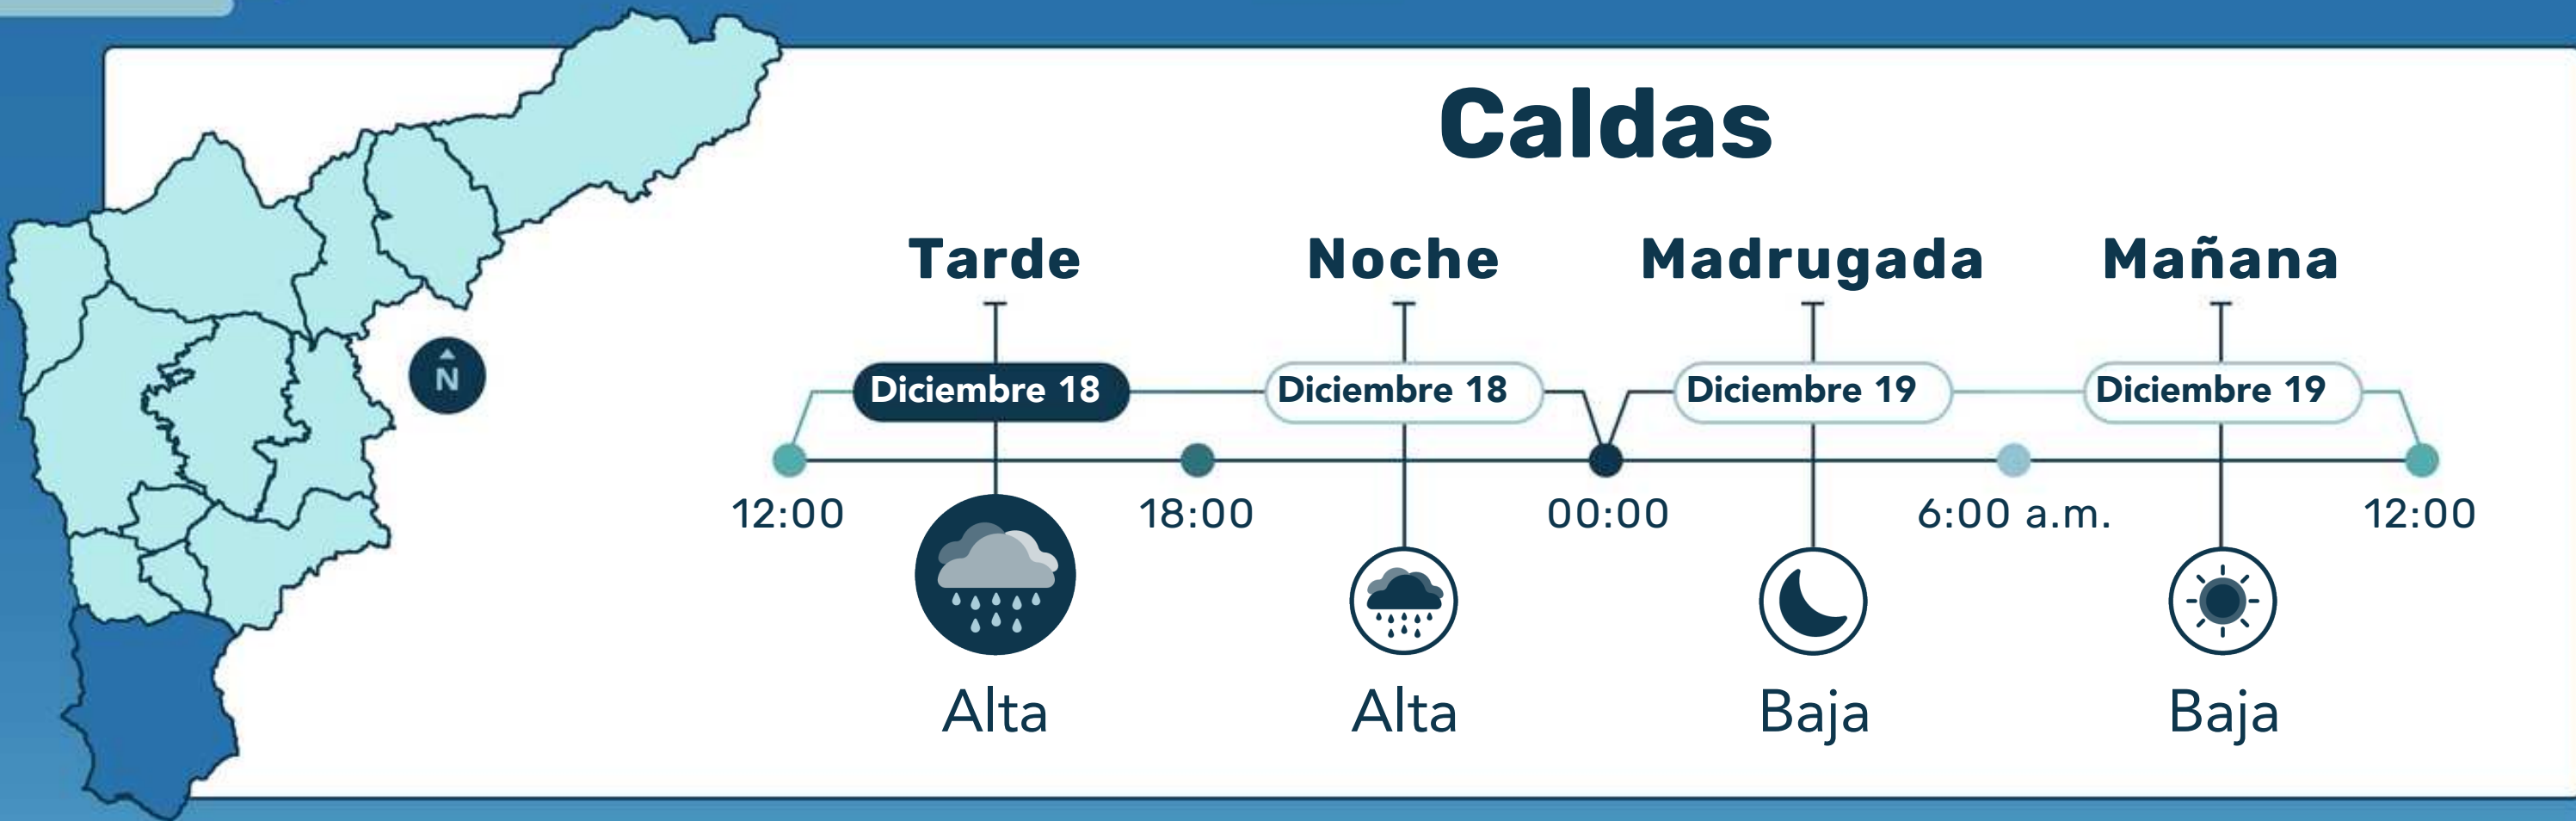 Caldas
Tarde
Noche
Madrugada
Mañana
Diciembre 18
Diciembre 18
Diciembre 19
Diciembre 19
N
12:00
18:00
00:00
6:00 a.m.
12:00
Alta
Alta
Baja
Baja